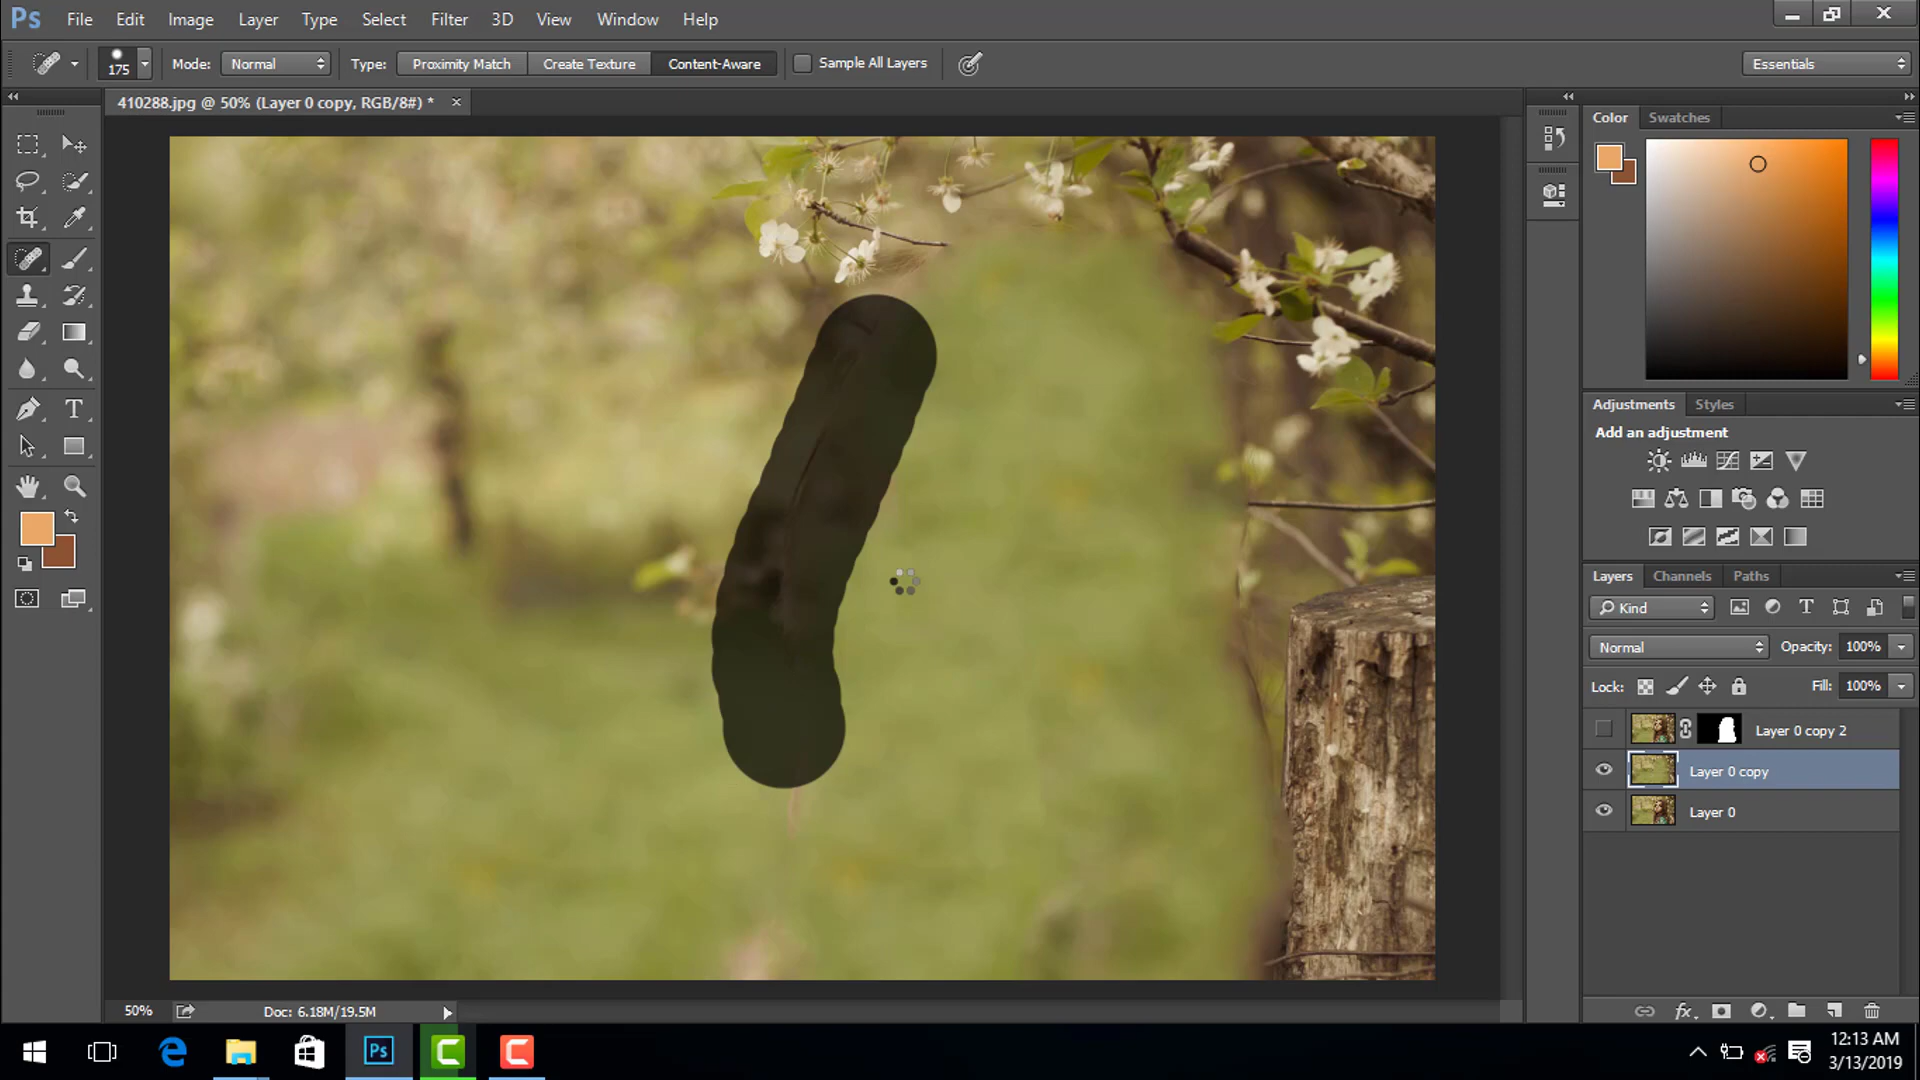 Ps File Edit Image Layer Type Select Filter 3D View Window Help
175 Mode: Normal Type: Proximity Match Create Texture Content-Aware Sample All Layers Essentials
410288.jpg @ 50% (Layer 0 copy, RGB/8#) *
Color Swatches
Adjustments Styles
Add an adjustment
Layers Channels Paths
Kind
Normal Opacity: 100%
Lock: Fill: 100%
Layer 0 copy 2
Layer 0 copy
Layer 0
50% Doc: 6.18M/19.5M
Ps
12:13 AM
3/13/2019